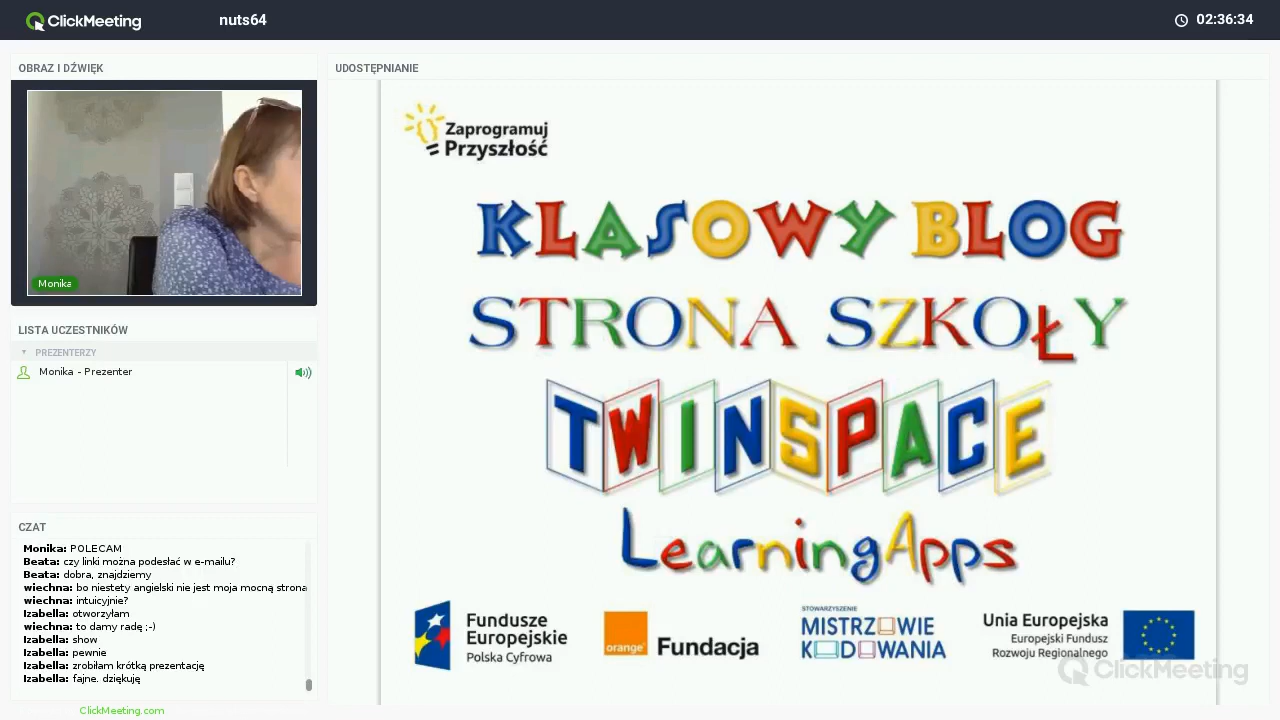 ClickMeeting
nuts64
02:36:34
OBRAZ I DŹWIĘK
Monika
LISTA UCZESTNIKÓW
PREZENTERZY
Monika - Prezenter
CZAT
Monika: POLECAM
Beata: czy linki można podesłać w e-mailu?
Beata: dobra, znajdziemy
wiechna: bo niestety angielski nie jest moja mocną strona
wiechna: intuicyjnie?
Izabella: otworzyłam
wiechna: to damy radę ;-)
Izabella: show
Izabella: pewnie
Izabella: zrobiłam krótką prezentację
Izabella: fajne. dziękuję
ClickMeeting.com
UDOSTĘPNIANIE
Zaprogramuj
Przyszłość
KLASOWY BLOG
STRONA SZKOŁY
TWINSPACE
LearningApps
Fundusze
Europejskie
Polska Cyfrowa
orange
Fundacja
STOWARZYSZENIE
MISTRZOWIE
KODOWANIA
Unia Europejska
Europejski Fundusz
Rozwoju Regionalnego
ClickMeeting